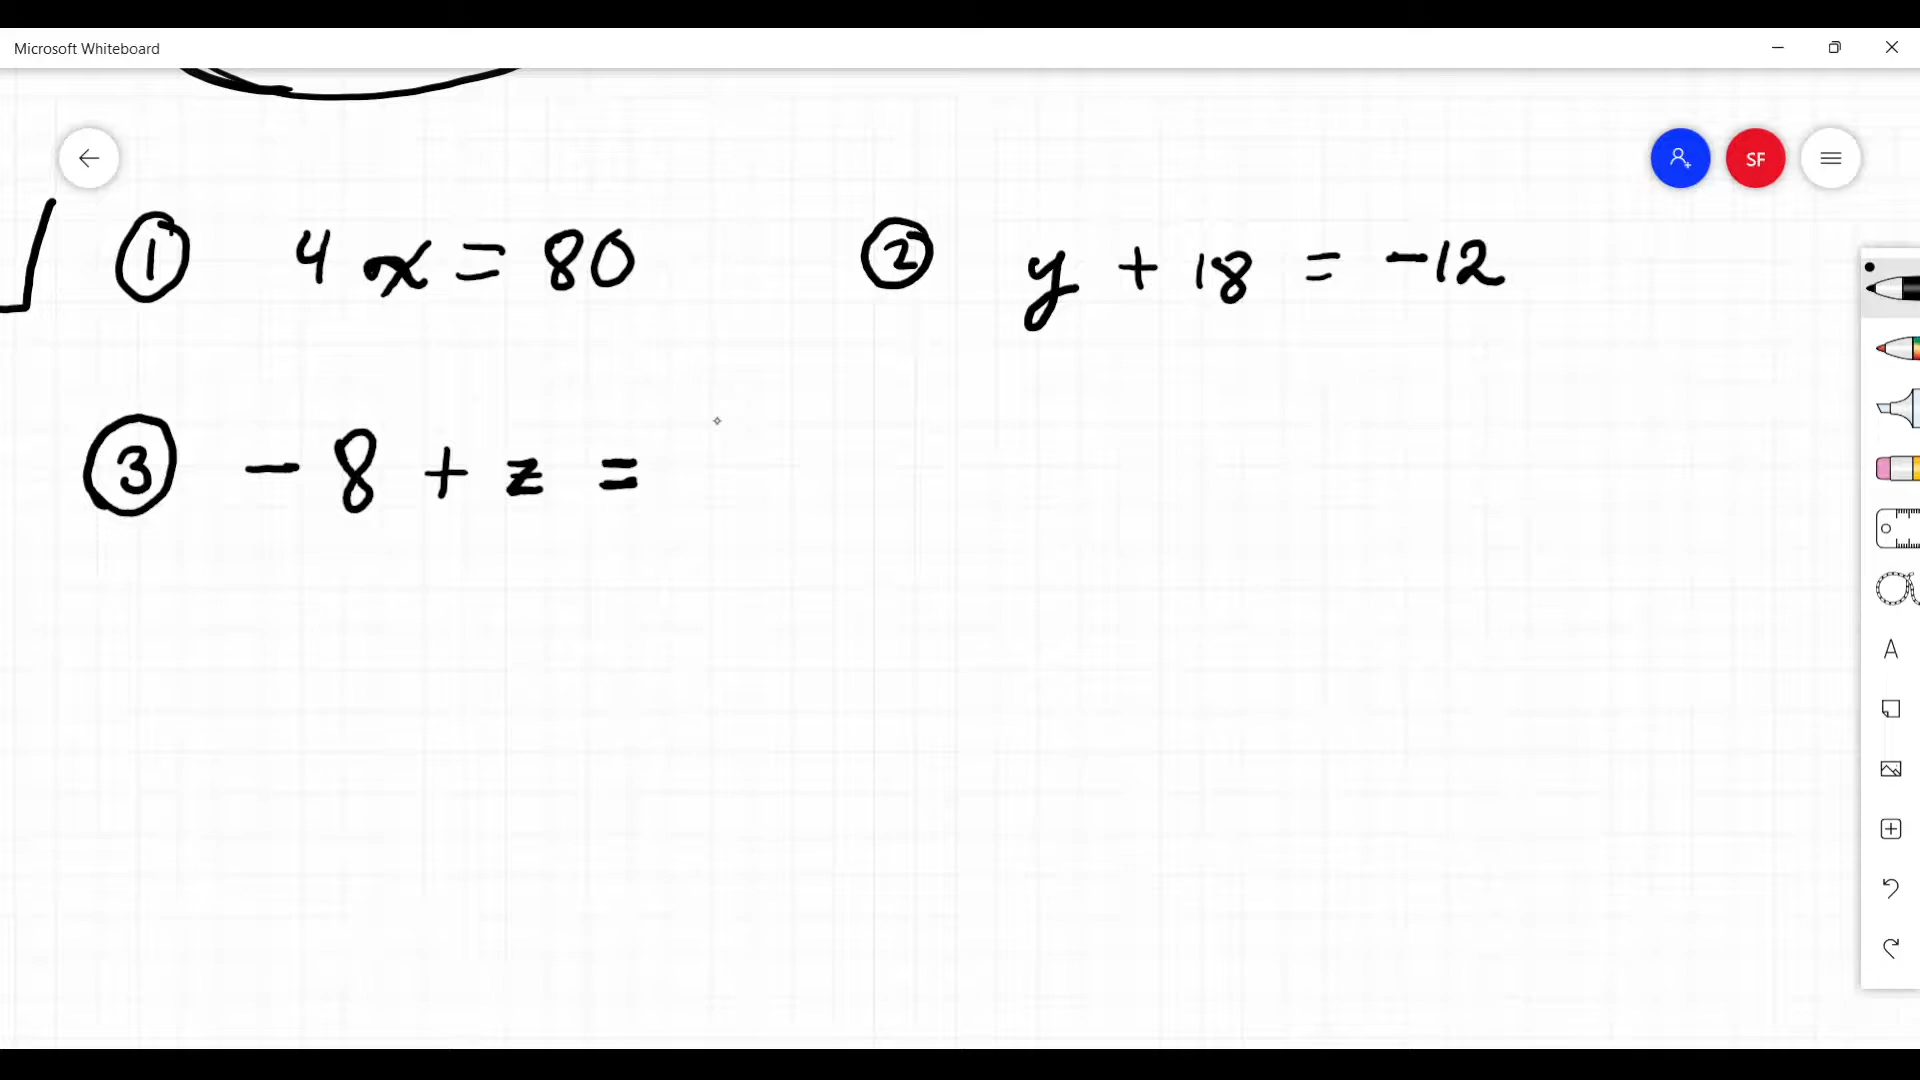 Microsoft Whiteboard
SF
① 4x = 80 ② y + 18 = -12
③ - 8 + z =
A